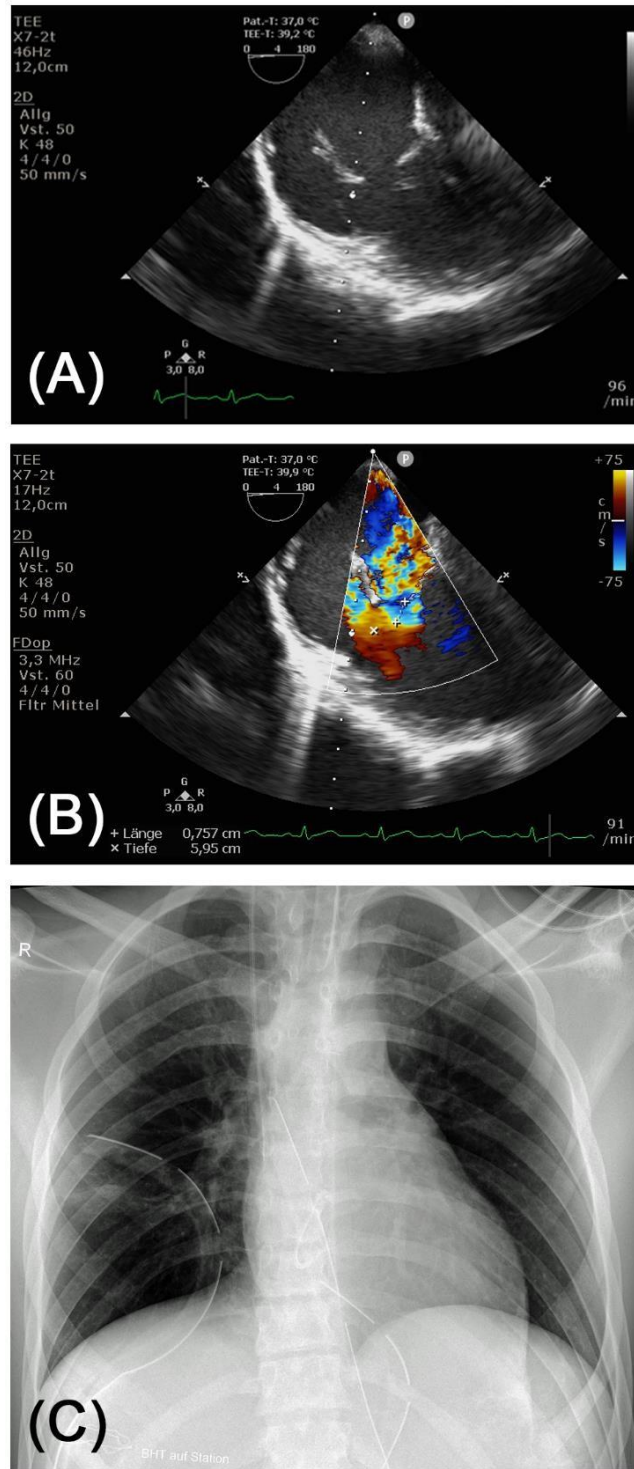 TEE
X7-2t
46Hz
12,0cm
2D
Allg
Vst. 50
K 48
4/4/0
50 mm/s
Pat.-T: 37,0 °C
TEE-T: 39,2 °C
0 4 180
P
G
P R
3,0 8,0
96
/min
(A)
TEE
X7-2t
17Hz
12,0cm
2D
Allg
Vst. 50
K 48
4/4/0
50 mm/s
FDop
3,3 MHz
Vst. 60
4/4/0
Fltr Mittel
Pat.-T: 37,0 °C
TEE-T: 39,9 °C
0 4 180
P
+75
c
m
/
s
-75
G
P R
3,0 8,0
+ Länge 0,757 cm
× Tiefe 5,95 cm
91
/min
(B)
R
BHT auf Station
(C)